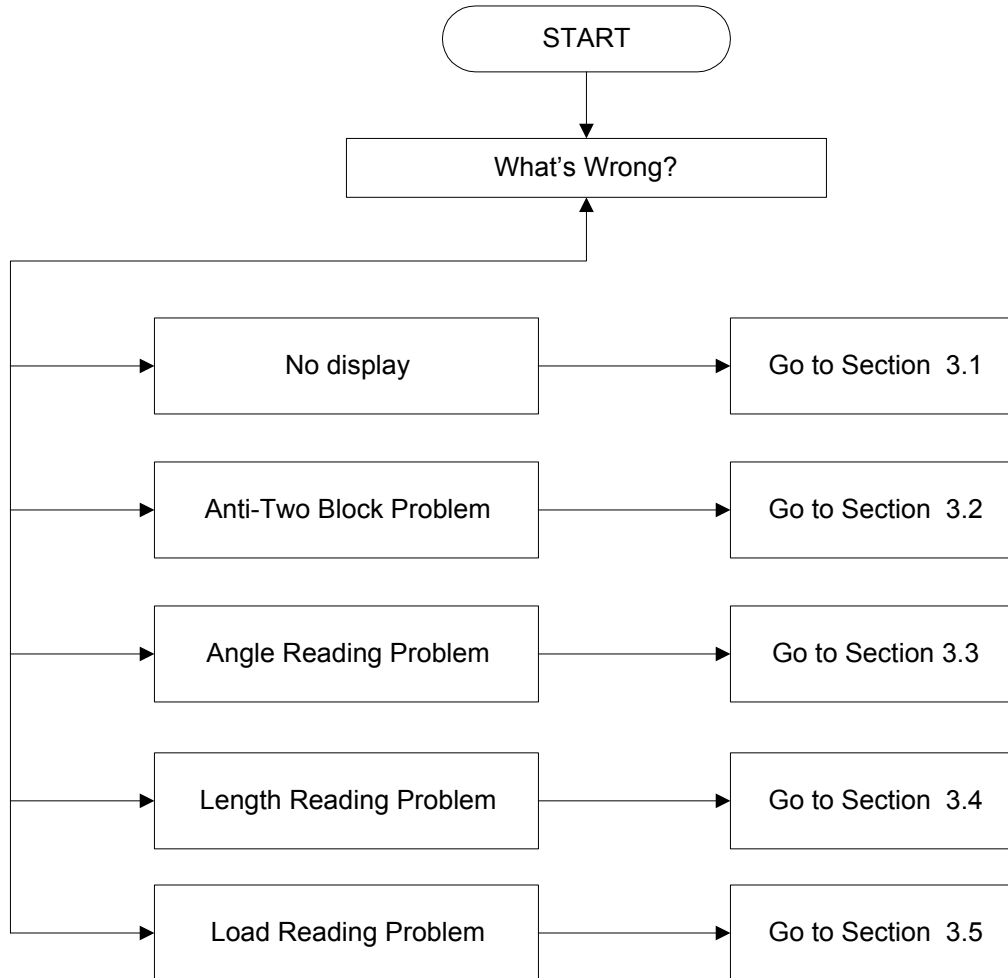 START
What's Wrong?
No display
Go to Section 3.1
Anti-Two Block Problem
Go to Section 3.2
Angle Reading Problem
Go to Section 3.3
Length Reading Problem
Go to Section 3.4
Load Reading Problem
Go to Section 3.5